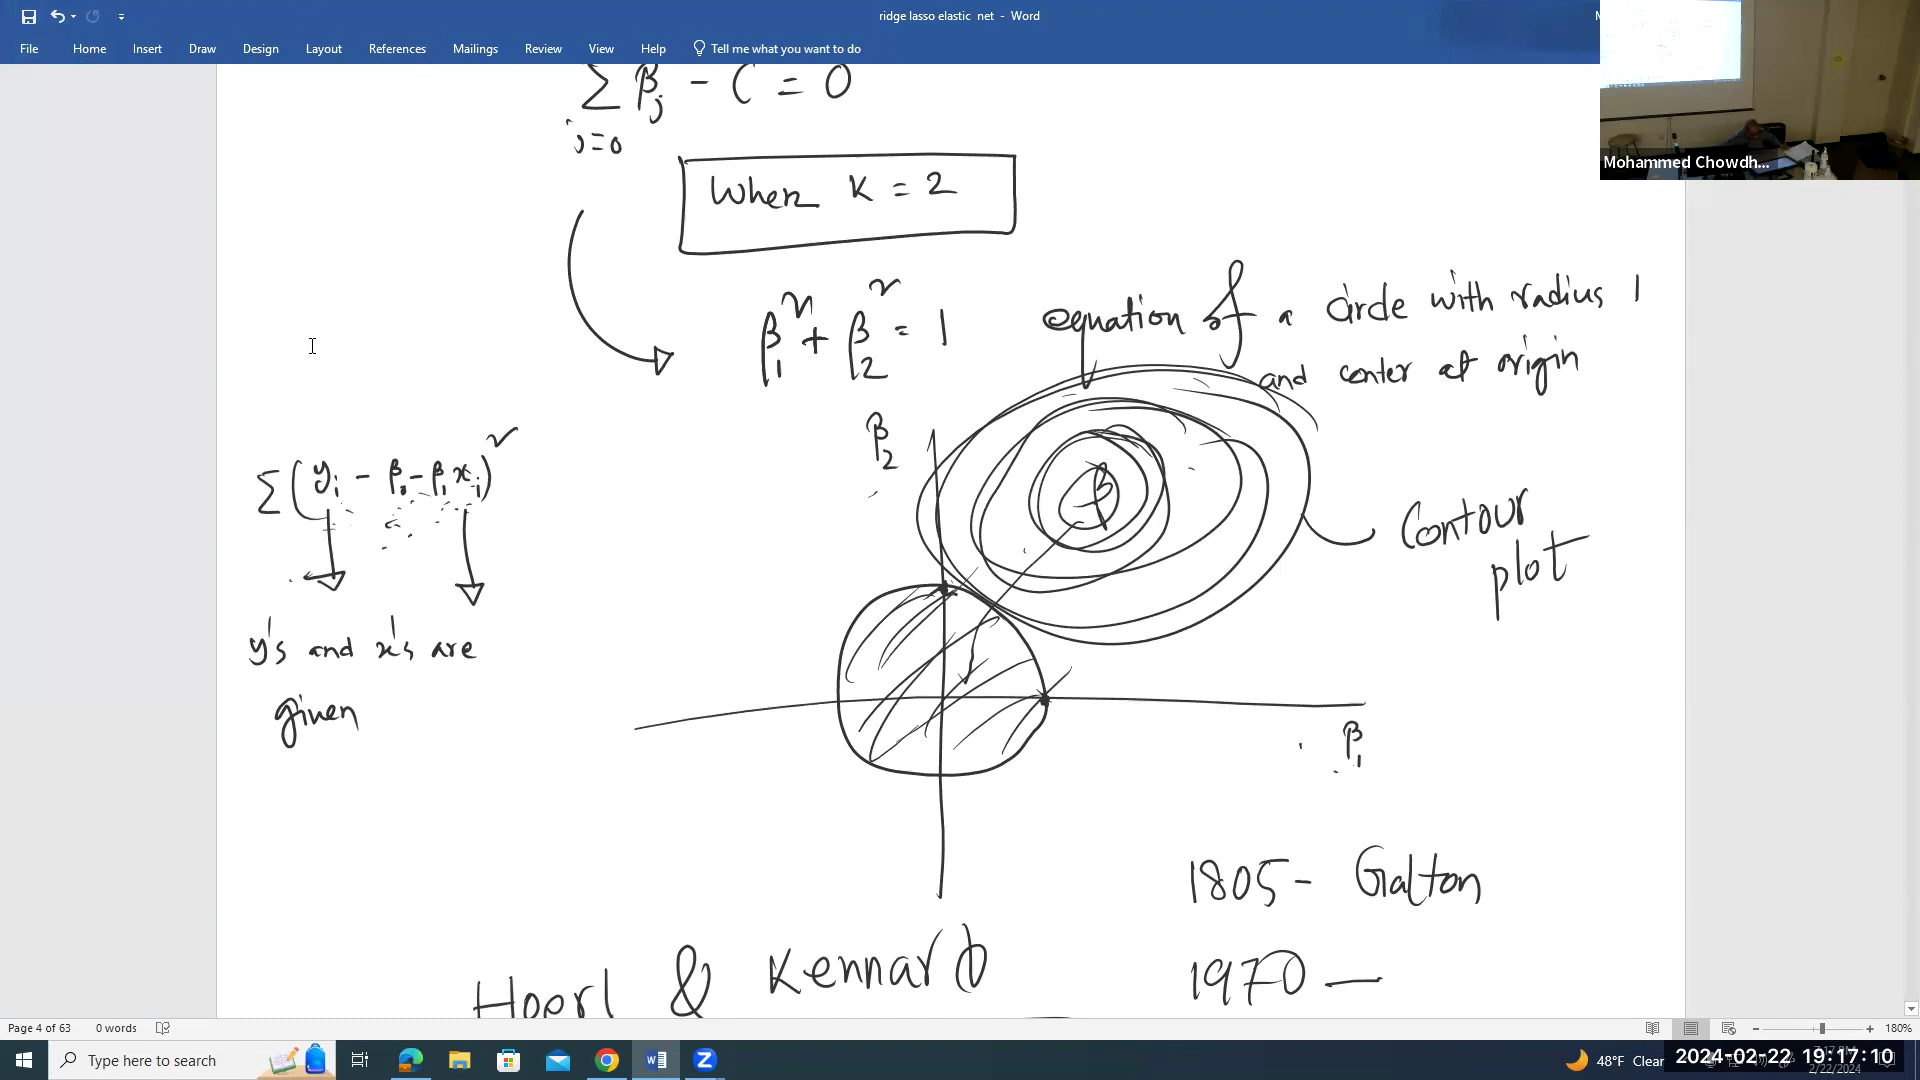 ridge lasso elastic net - Word
File Home Insert Draw Design Layout References Mailings Review View Help Tell me what you want to do
Mohammed Chowdh...
∑ βj - C = 0
j=0
When K = 2
β1² + β2² = 1
equation of a circle with radius 1
and center at origin
β2
∑ (yi - β0 - β1 xi)²
β
Contour
plot
y's and x's are
given
β1
1805 - Galton
Hoerl & Kennard
1970 —
Page 4 of 63 0 words 180%
Type here to search
48°F Clear
2024-02-22 19:17:10
2/22/2024